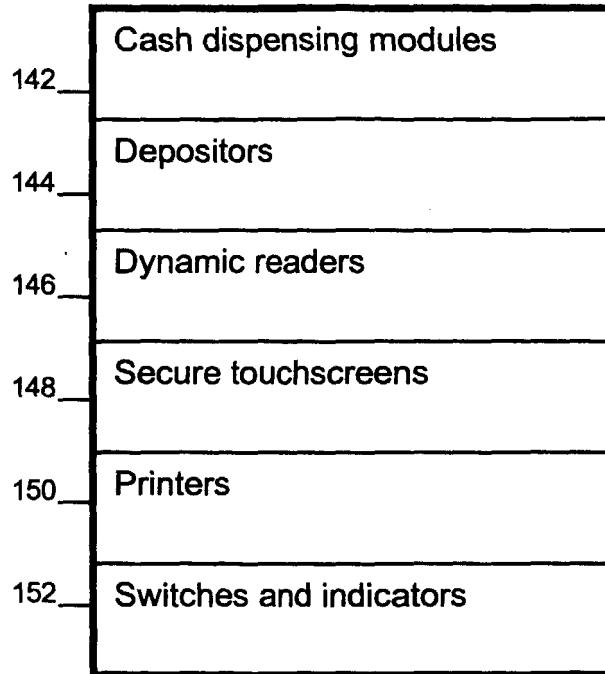 Cash dispensing modules
142
Depositors
144
Dynamic readers
146
Secure touchscreens
148
Printers
150
Switches and indicators
152